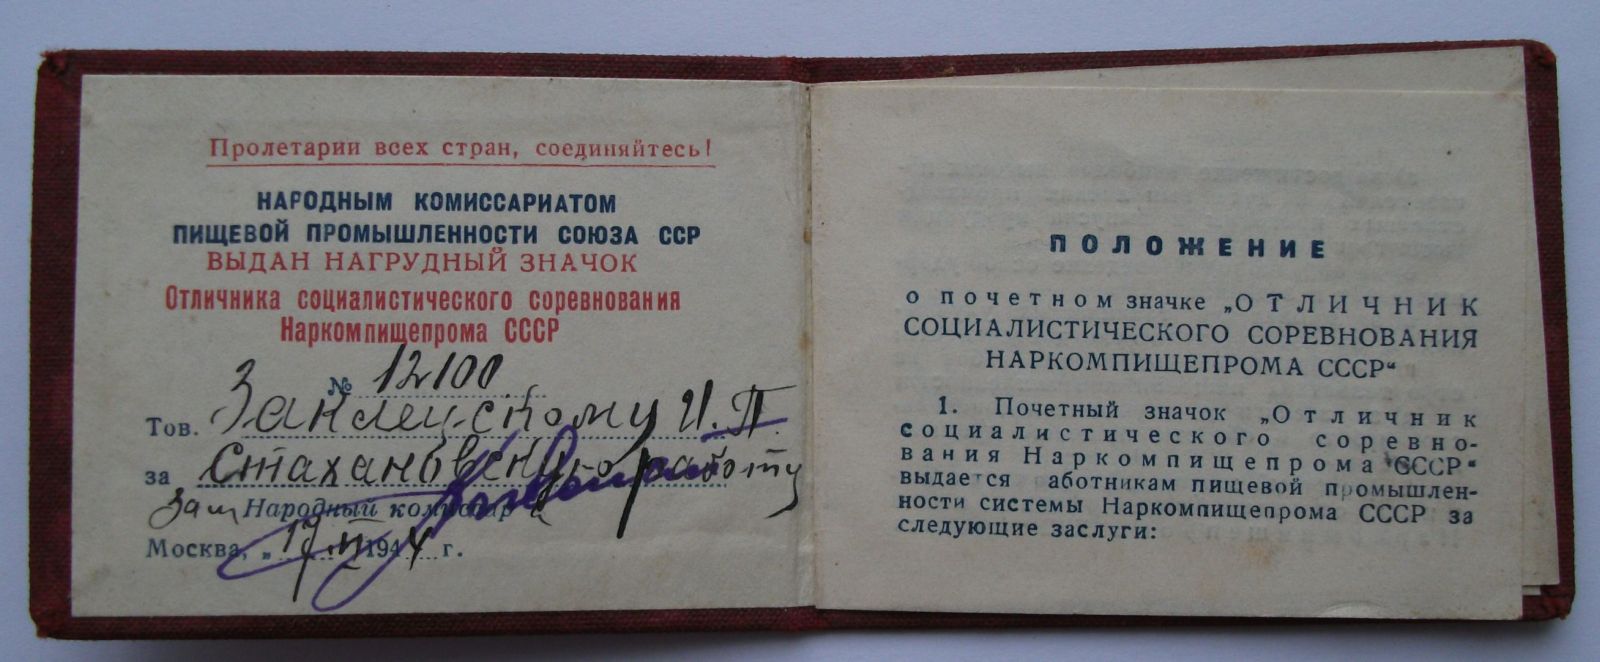 Пролетарии всех стран, соединяйтесь!
НАРОДНЫМ КОМИССАРИАТОМ
ПИЩЕВОЙ ПРОМЫШЛЕННОСТИ СОЮЗА ССР
ВЫДАН НАГРУДНЫЙ ЗНАЧОК
Отличника социалистического соревнования
Наркомпищепрома СССР
№ 12100
Тов. И.П.
за стахановскую работу
Зам Народный комиссар
Москва, „17 194 г.
ПОЛОЖЕНИЕ
о почетном значке „ОТЛИЧНИК
СОЦИАЛИСТИЧЕСКОГО СОРЕВНОВАНИЯ
НАРКОМПИЩЕПРОМА СССР“
1. Почетный значок „Отличник
социалистического соревно-
вания Наркомпищепрома СССР“
выдается работникам пищевой промышлен-
ности системы Наркомпищепрома СССР за
следующие заслуги: